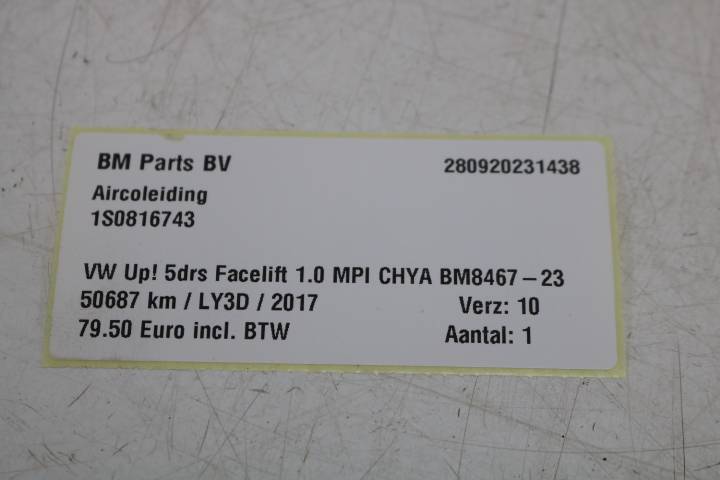 BM Parts BV 280920231438
Aircoleiding
1S0816743
VW Up! 5drs Facelift 1.0 MPI CHYA BM8467-23
50687 km / LY3D / 2017 Verz: 10
79.50 Euro incl. BTW Aantal: 1